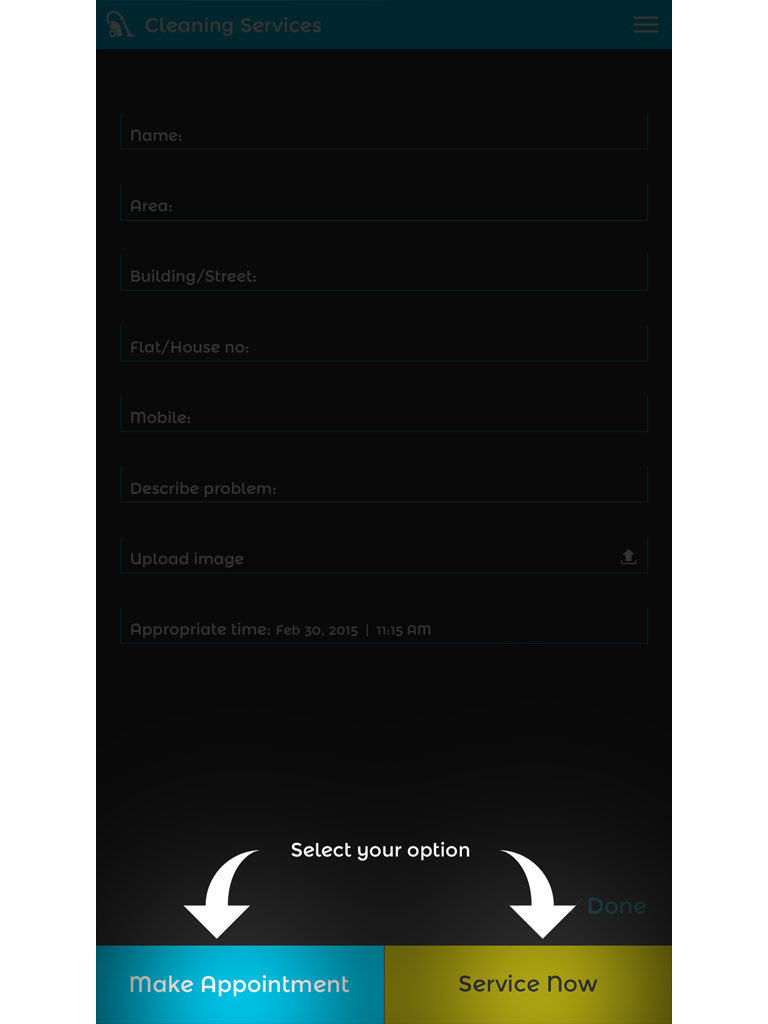 Cleaning Services
Name:
Area:
Building/Street:
Flat/House no:
Mobile:
Describe problem:
Upload image
Appropriate time: Feb 30, 2015 | 11:15 AM
Select your option
Done
Make Appointment
Service Now